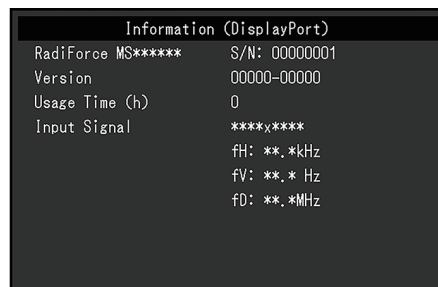 Information (DisplayPort)
RadiForce MS****** S/N: 00000001
Version 00000-00000
Usage Time (h) 0
Input Signal ****x****
fH: **.*kHz
fV: **.* Hz
fD: **.*MHz